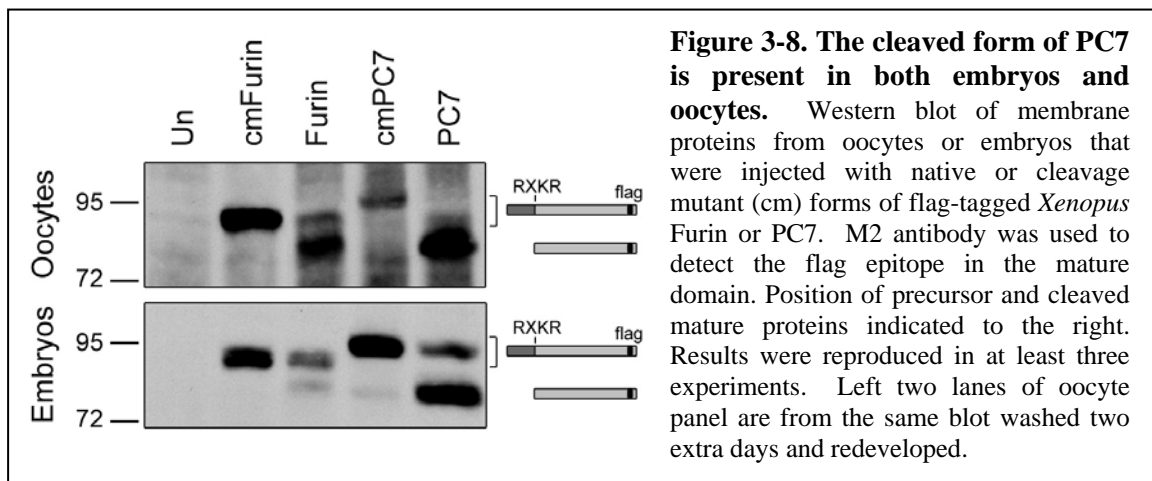 Un
cmFurin
Furin
cmPC7
PC7
Oocytes
95
72
RXKR
flag
Embryos
95
72
RXKR
flag
Figure 3-8. The cleaved form of PC7
is present in both embryos and
oocytes. Western blot of membrane
proteins from oocytes or embryos that
were injected with native or cleavage
mutant (cm) forms of flag-tagged Xenopus
Furin or PC7. M2 antibody was used to
detect the flag epitope in the mature
domain. Position of precursor and cleaved
mature proteins indicated to the right.
Results were reproduced in at least three
experiments. Left two lanes of oocyte
panel are from the same blot washed two
extra days and redeveloped.